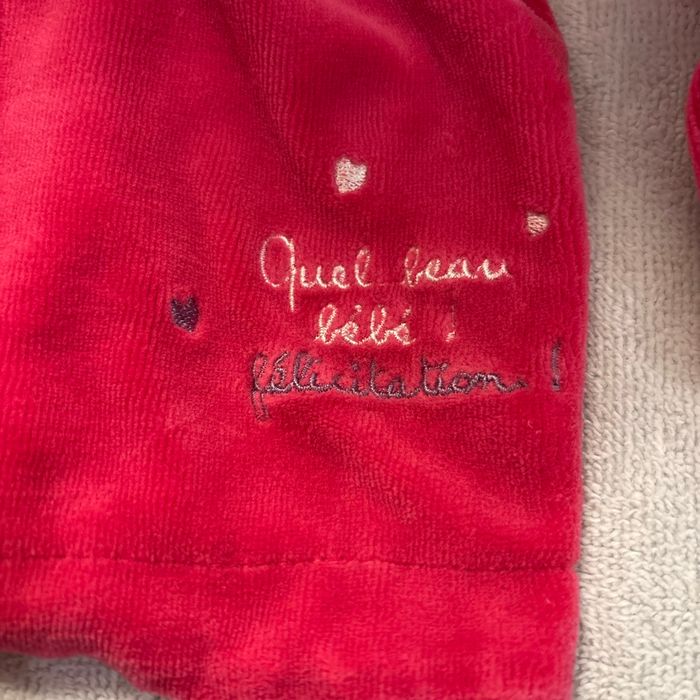 Quel beau
bébé !
félicitation !